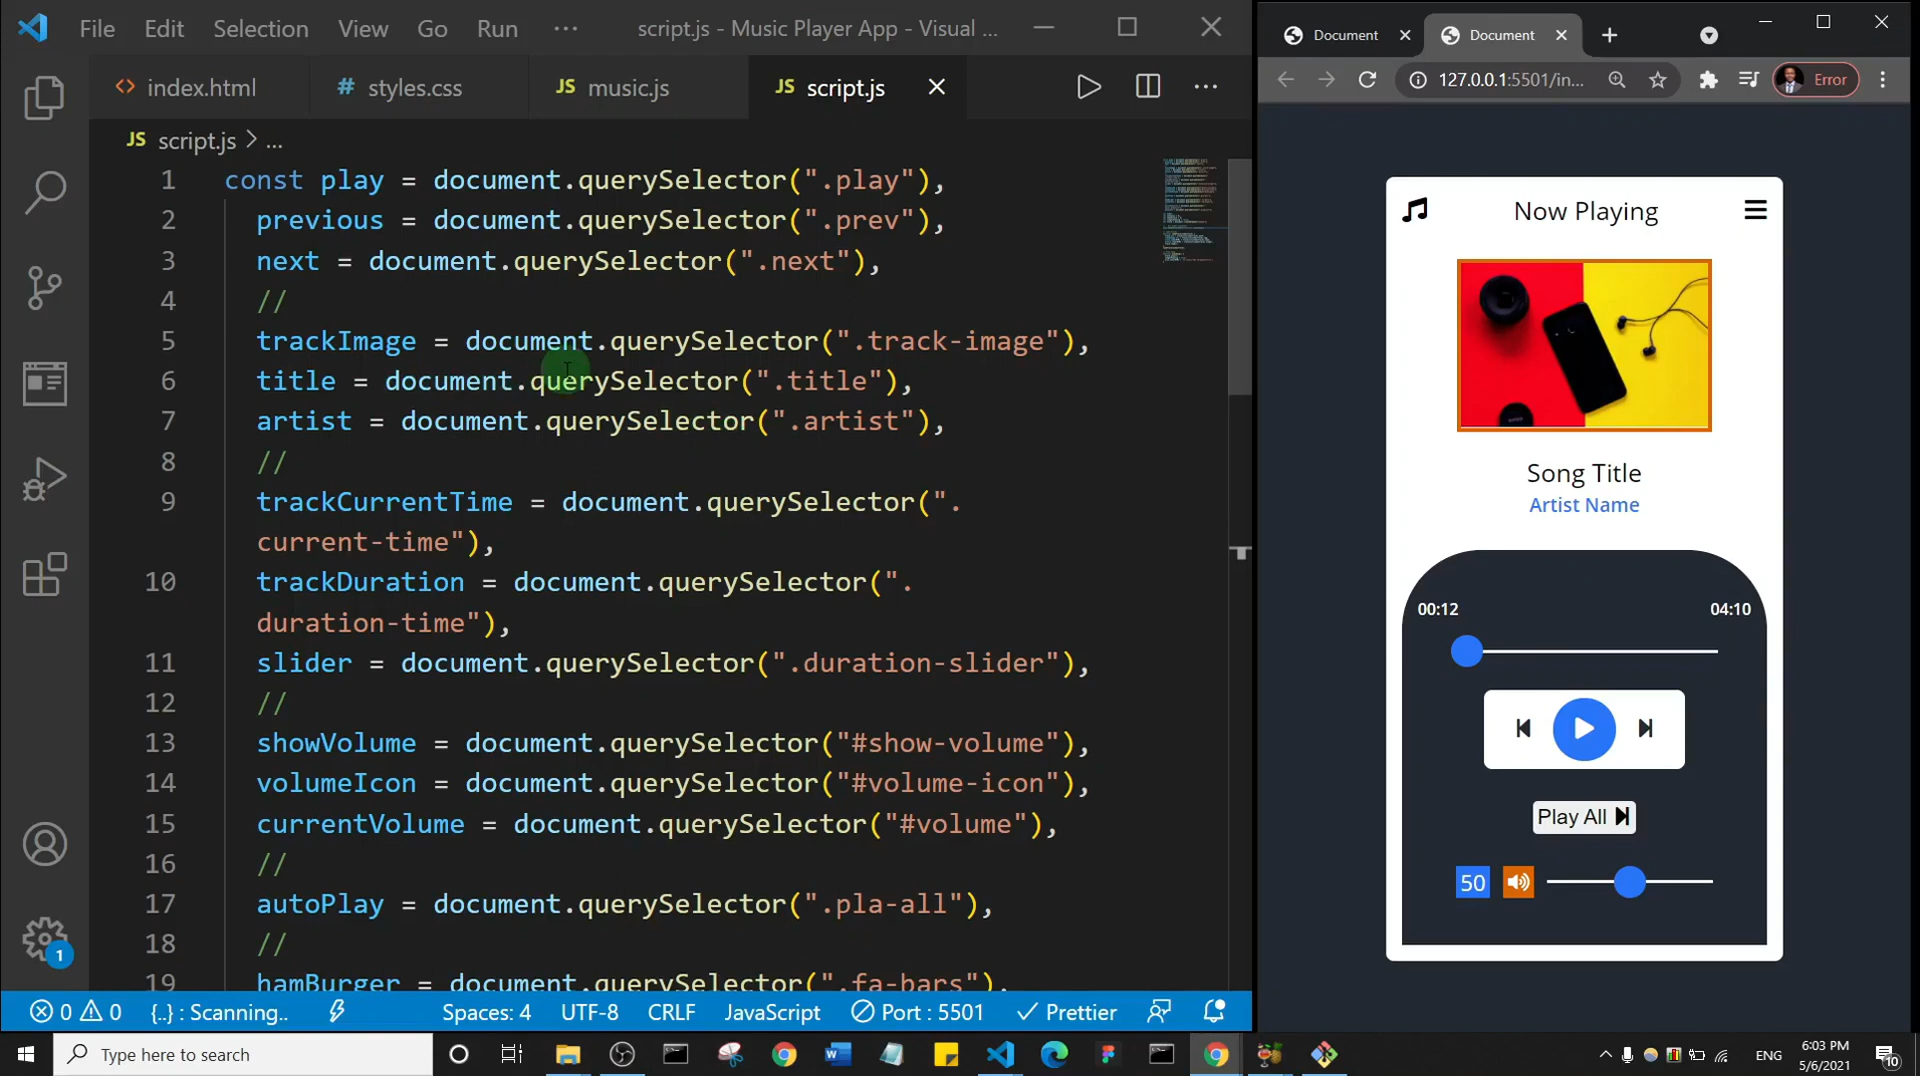 File Edit Selection View Go Run ··· script.js - Music Player App - Visual ...
index.html styles.css music.js script.js
script.js > ...
1 const play = document.querySelector(".play"),
2 previous = document.querySelector(".prev"),
3 next = document.querySelector(".next"),
4 //
5 trackImage = document.querySelector(".track-image"),
6 title = document.querySelector(".title"),
7 artist = document.querySelector(".artist"),
8 //
9 trackCurrentTime = document.querySelector(".
current-time"),
10 trackDuration = document.querySelector(".
duration-time"),
11 slider = document.querySelector(".duration-slider"),
12 //
13 showVolume = document.querySelector("#show-volume"),
14 volumeIcon = document.querySelector("#volume-icon"),
15 currentVolume = document.querySelector("#volume"),
16 //
17 autoPlay = document.querySelector(".pla-all"),
18 //
19 hamBurger = document.querySelector(".fa-bars"),
1
0 0 {..} : Scanning.. Spaces: 4 UTF-8 CRLF JavaScript Port : 5501 Prettier
Document Document
127.0.0.1:5501/in... Error
Now Playing
Song Title
Artist Name
00:12 04:10
Play All
50
Type here to search
ENG 6:03 PM
5/6/2021
10